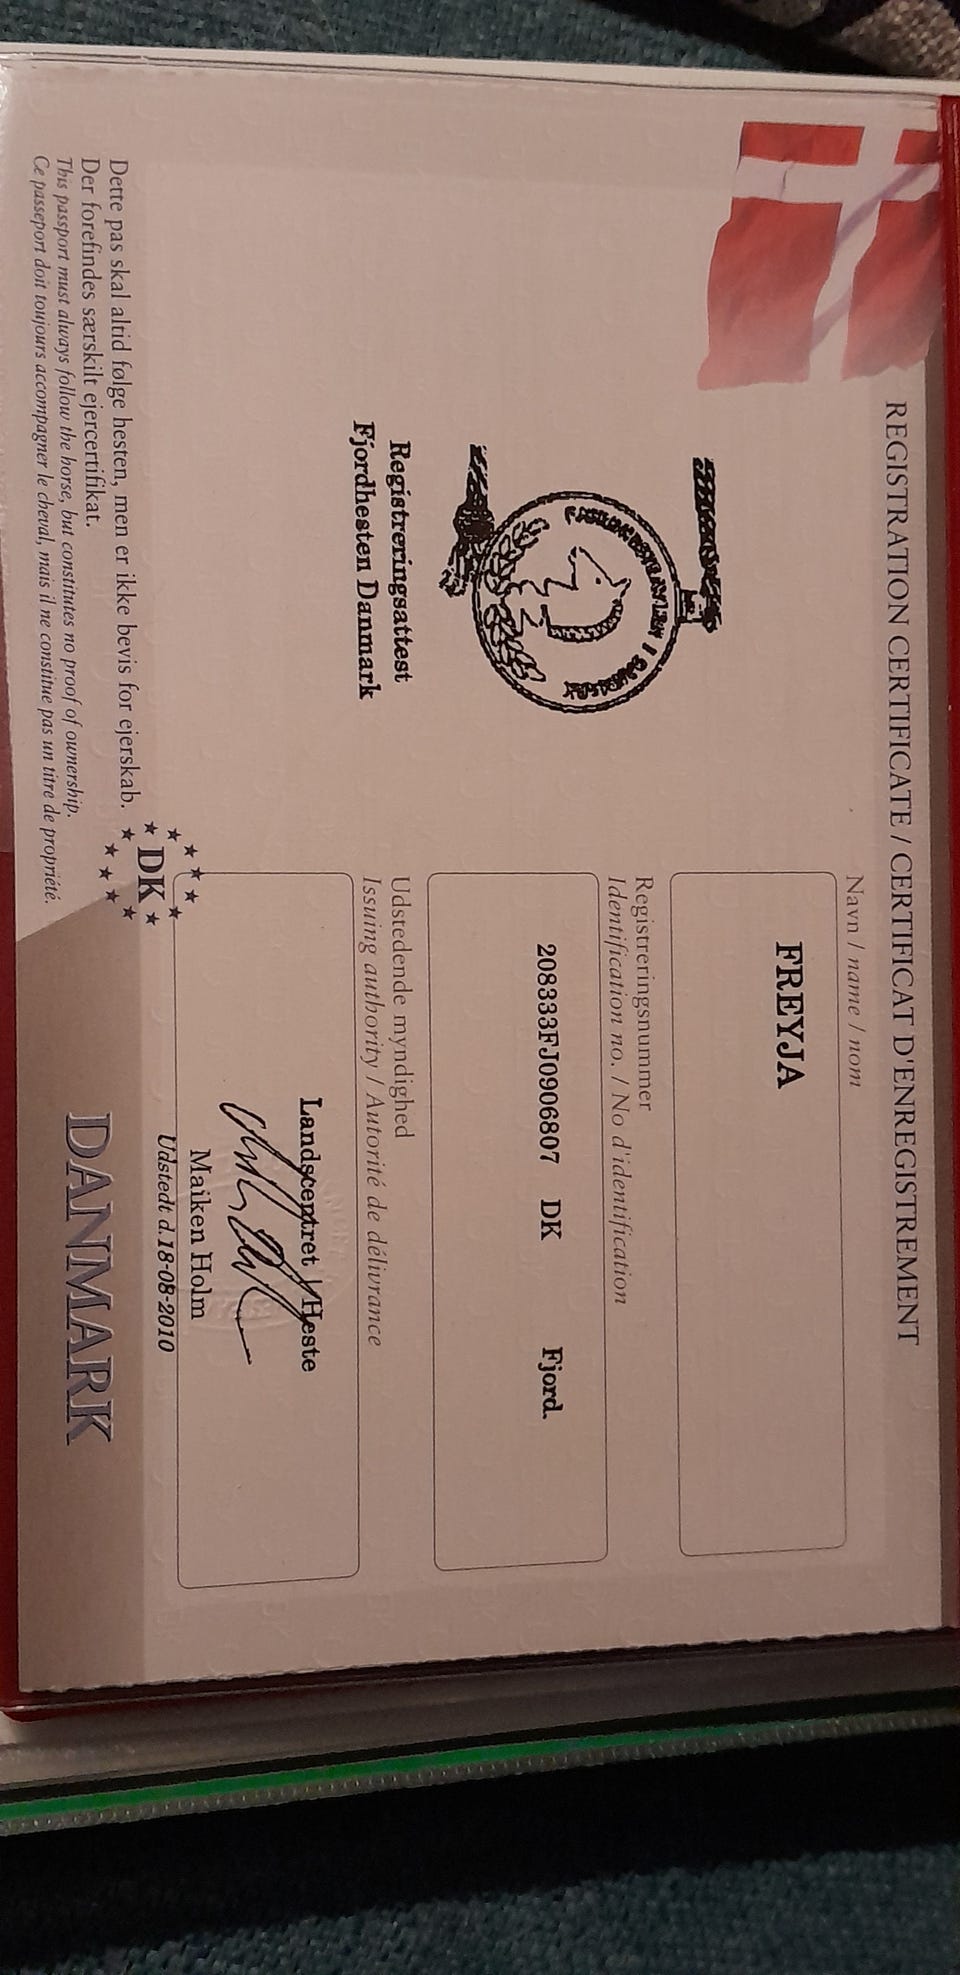 REGISTRATION CERTIFICATE / CERTIFICAT D'ENREGISTREMENT
Navn / name / nom
FREYJA
Registreringsnummer
Identification no. / No d'identification
208333FJ0906807 DK Fjord.
Registreringsattest
Fjordhesten Danmark
Udstedende myndighed
Issuing authority / Autorité de délivrance
Landscentret | Heste
Maiken Holm
Udstedt d.18-08-2010
Dette pas skal altid følge hesten, men er ikke bevis for ejerskab.
Der forefindes særskilt ejercertifikat.
This passport must always follow the horse, but constitutes no proof of ownership.
Ce passeport doit toujours accompagner le cheval, mais il ne constitue pas un titre de propriété.
DK
DANMARK